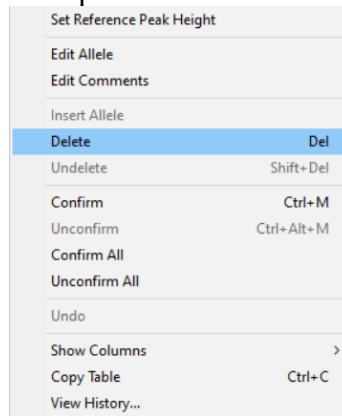 Set Reference Peak Height
Edit Allele
Edit Comments
Insert Allele
Delete Del
Undelete Shift+Del
Confirm Ctrl+M
Unconfirm Ctrl+Alt+M
Confirm All
Unconfirm All
Undo
Show Columns >
Copy Table Ctrl+C
View History...